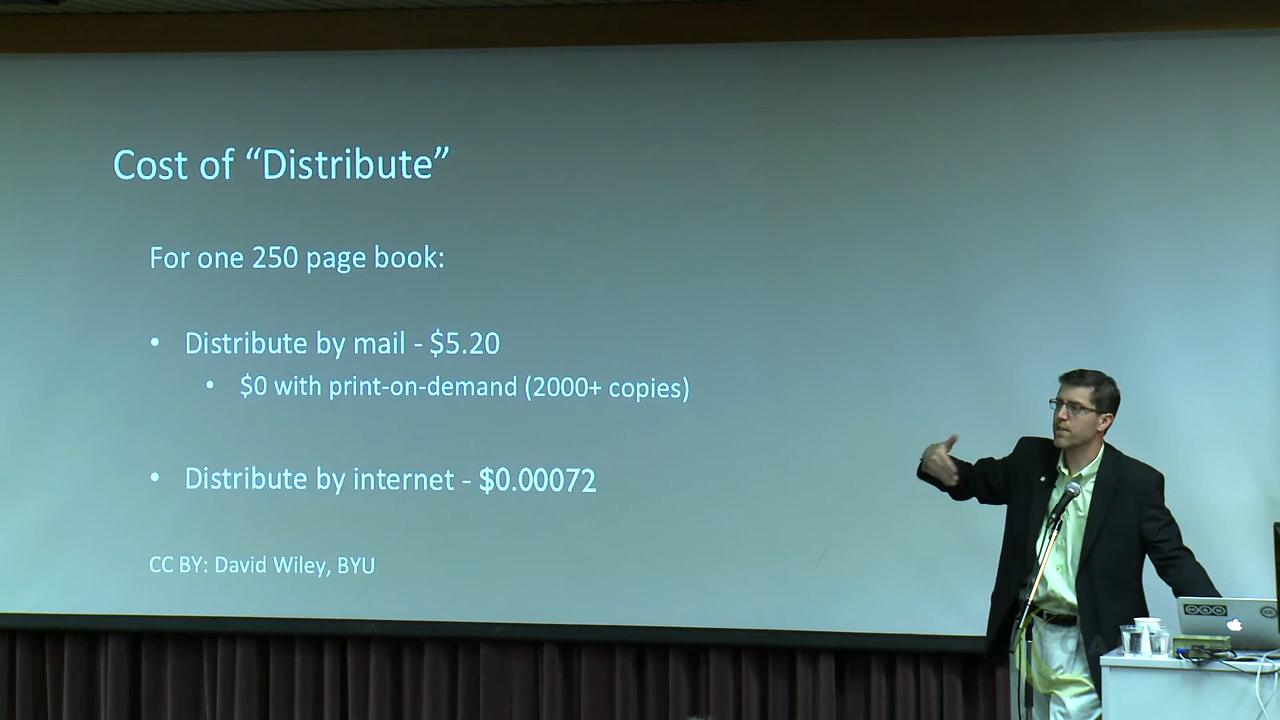 Cost of “Distribute”
For one 250 page book:
• Distribute by mail - $5.20
• $0 with print-on-demand (2000+ copies)
• Distribute by internet - $0.00072
CC BY: David Wiley, BYU